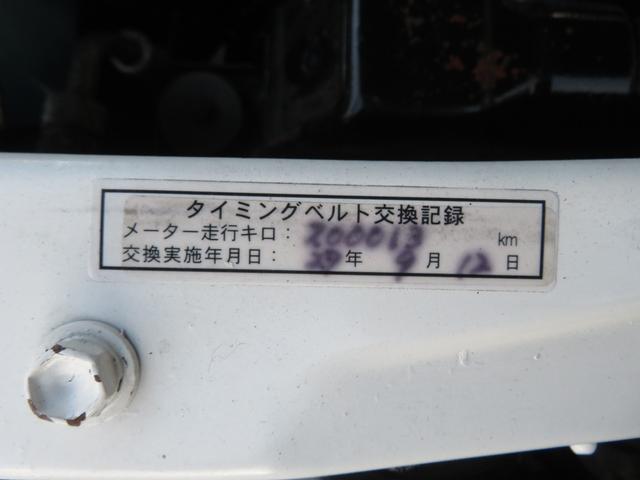 タイミングベルト交換記録
メーター走行キロ： 200013 km
交換実施年月日： 29 年 9 月 12 日